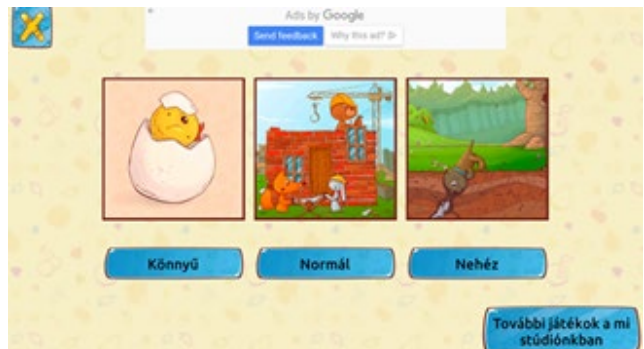 Ads by Google
Send feedback Why this ad?
Könnyű Normál Nehéz
További játékok a mi
stúdiónkban